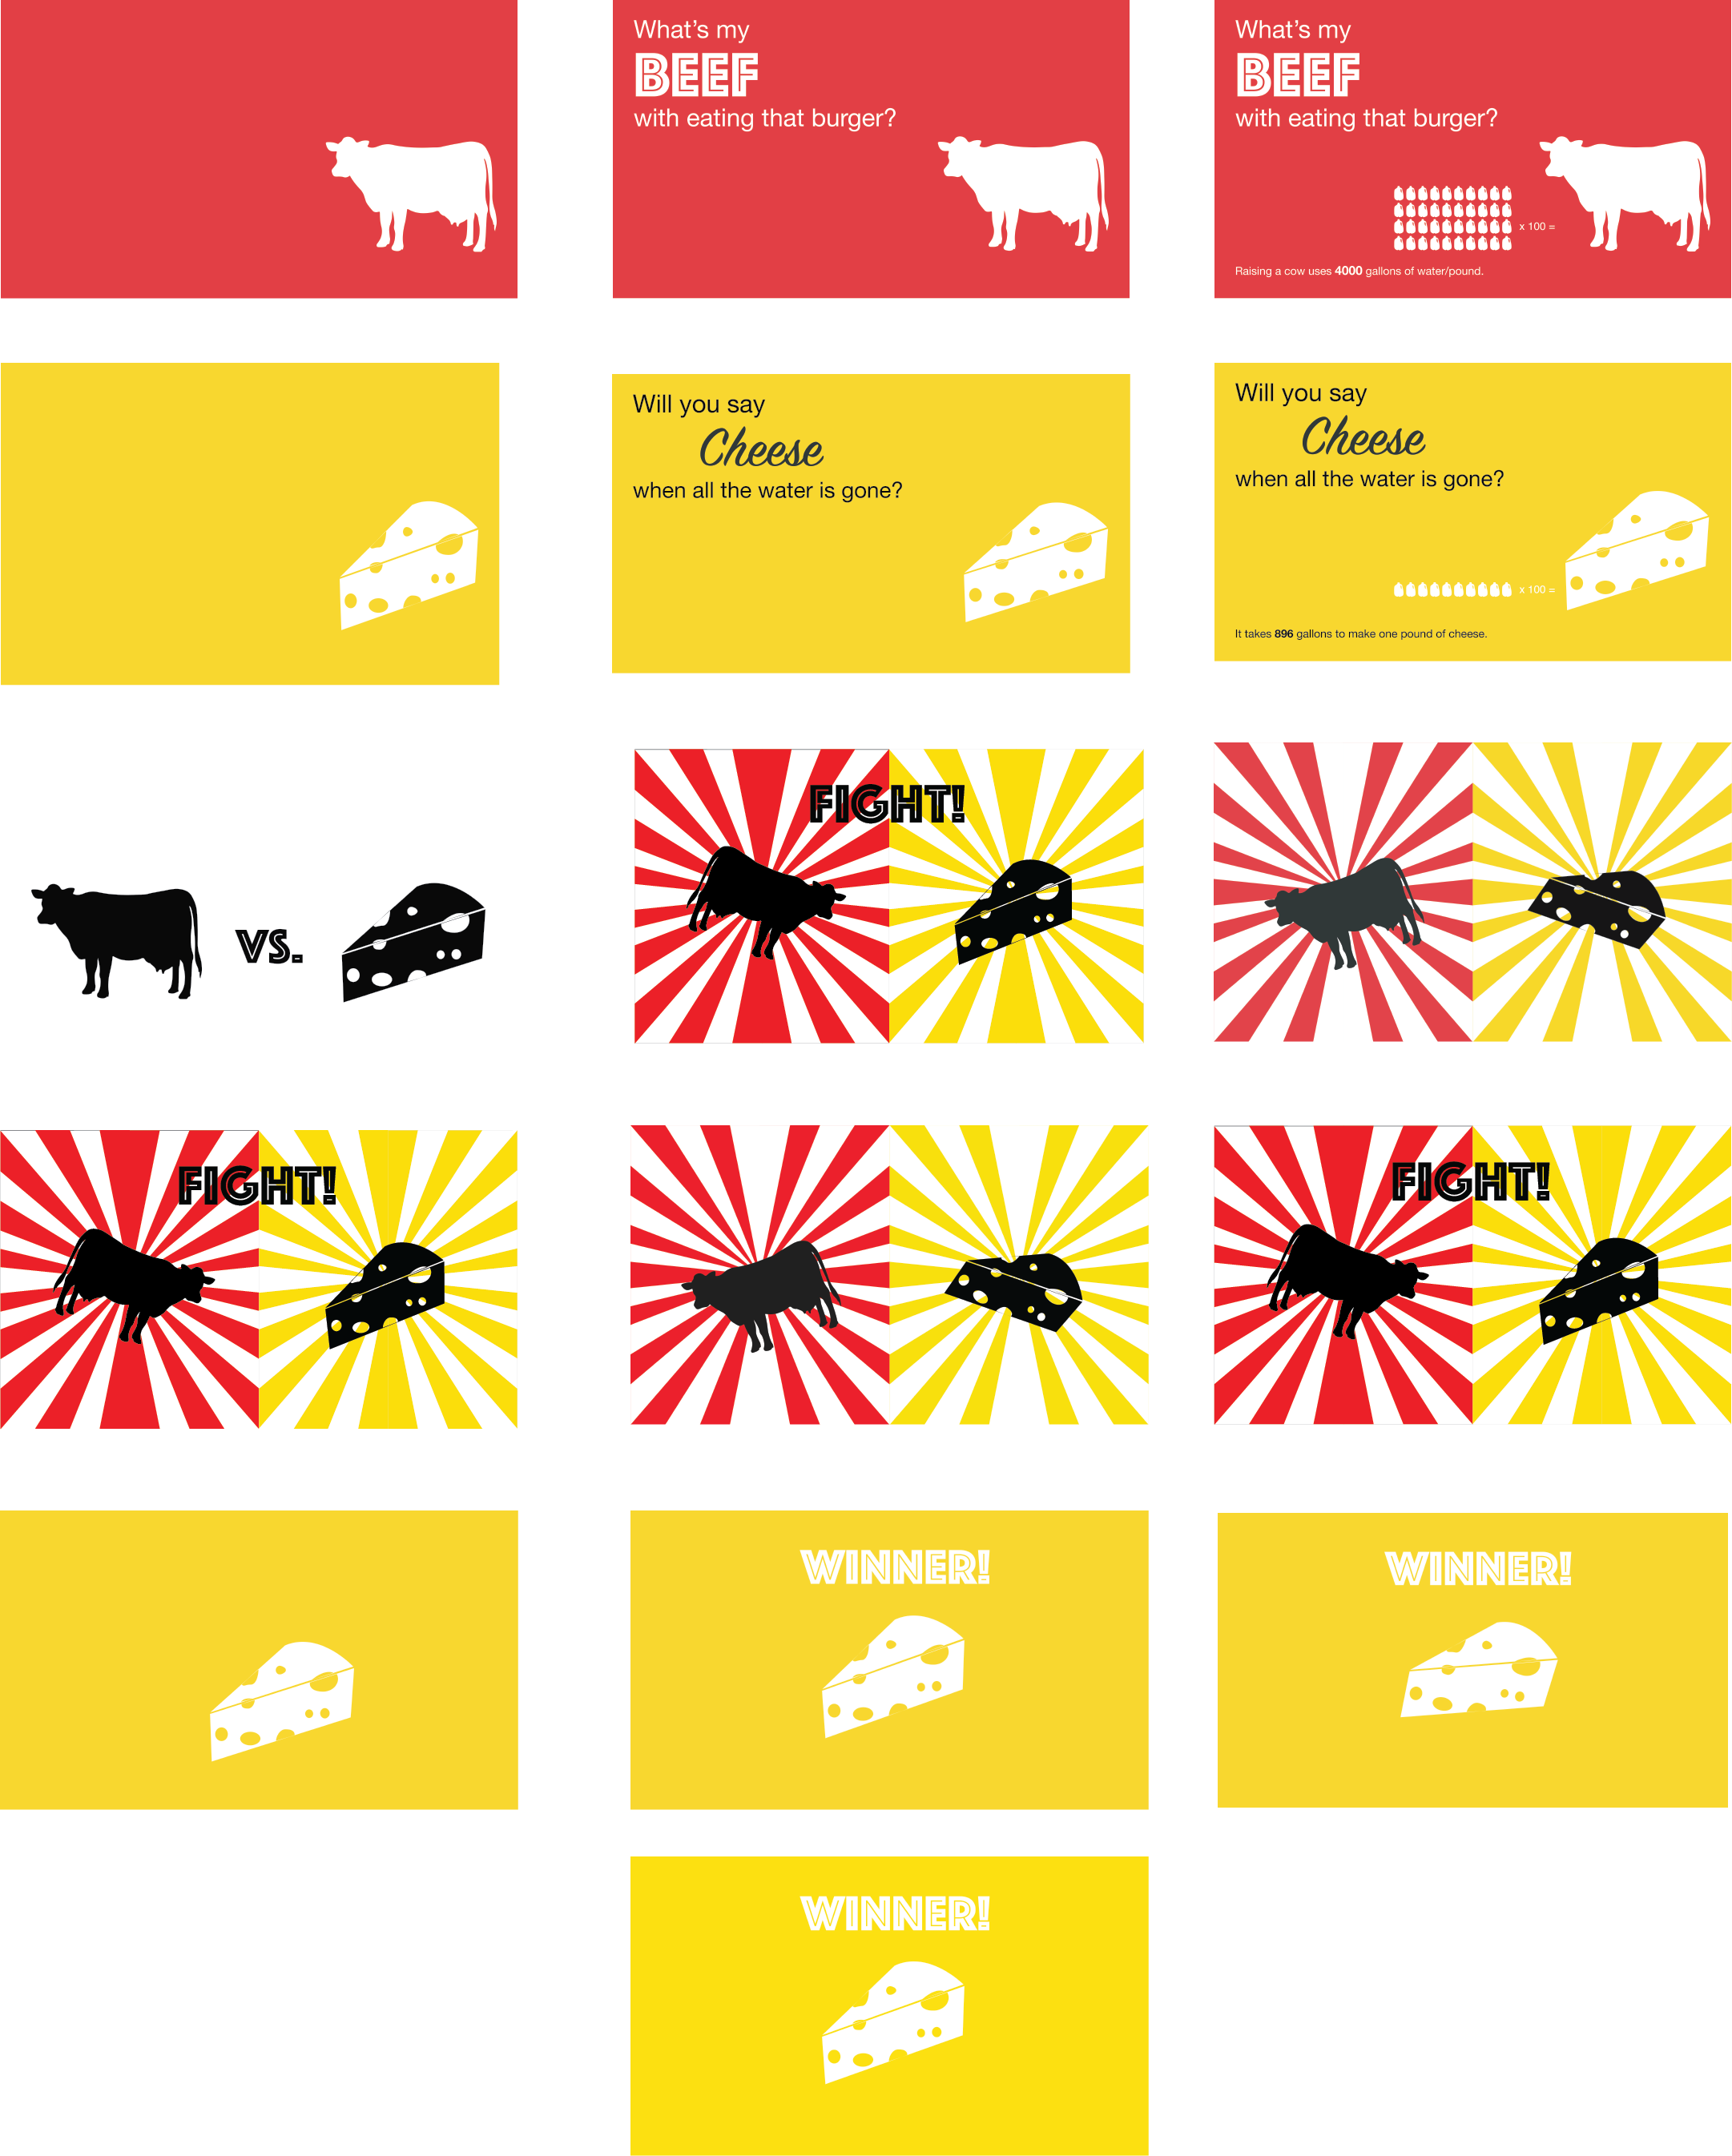 What's my
BEEF
with eating that burger?
What's my
BEEF
with eating that burger?
x 100 =
Raising a cow uses 4000 gallons of water/pound.
Will you say
Cheese
when all the water is gone?
Will you say
Cheese
when all the water is gone?
x 100 =
It takes 896 gallons to make one pound of cheese.
VS.
FIGHT!
FIGHT!
FIGHT!
WINNER!
WINNER!
WINNER!